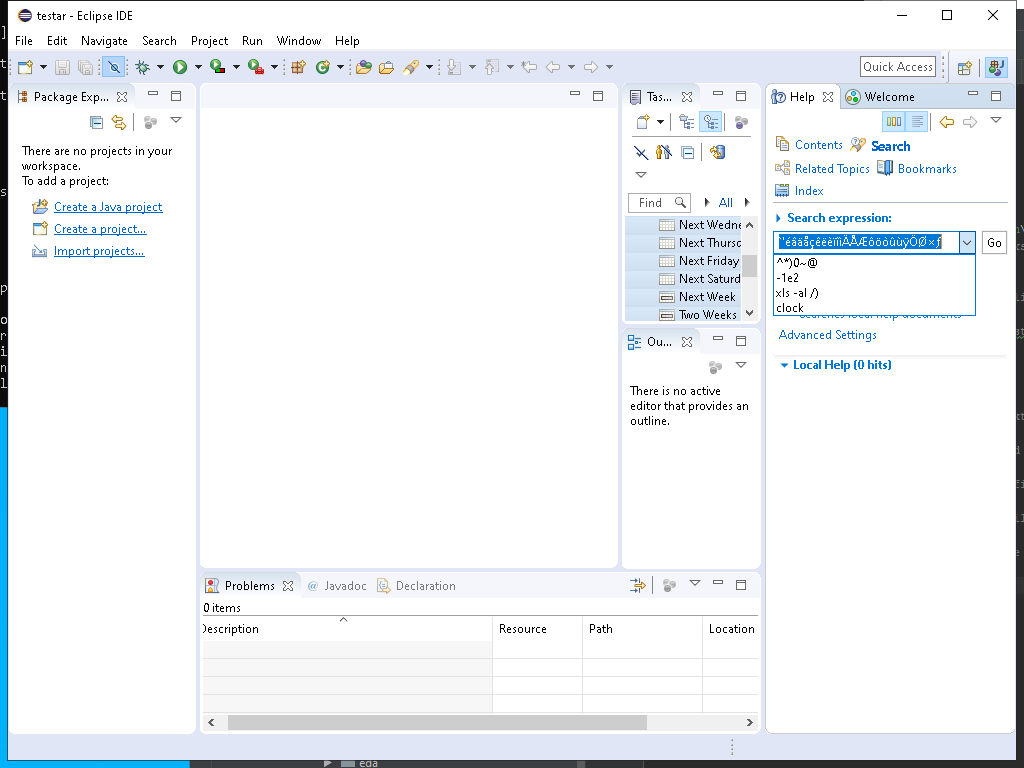 testar - Eclipse IDE
File Edit Navigate Search Project Run Window Help
Quick Access
Package Exp...
There are no projects in your
workspace.
To add a project:
Create a Java project
Create a project...
Import projects...
Tas...
Find
All
Next Wedne
Next Thursd
Next Friday
Next Saturd
Next Week
Two Weeks
Ou...
There is no active
editor that provides an
outline.
Help
Welcome
Contents
Search
Related Topics
Bookmarks
Index
Search expression:
Go
^*)0~@
-1e2
xls -al /)
clock
Advanced Settings
Local Help (0 hits)
Problems
@ Javadoc
Declaration
0 items
Description
Resource
Path
Location
eda